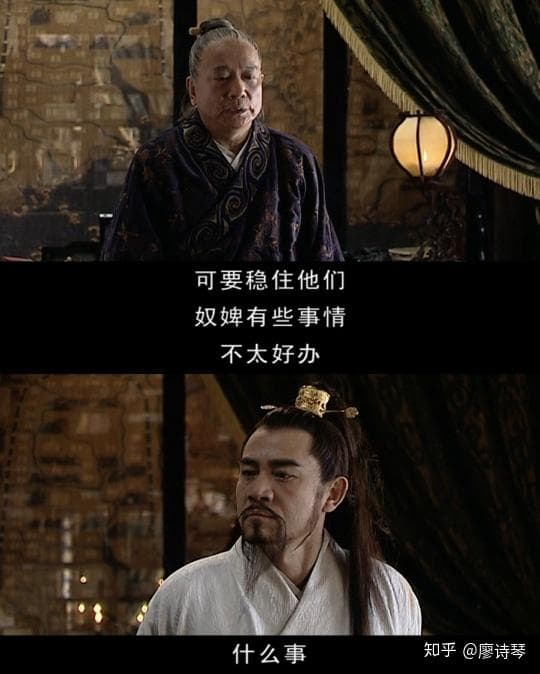 可要稳住他们
奴婢有些事情
不太好办
什么事
知乎 @廖诗琴